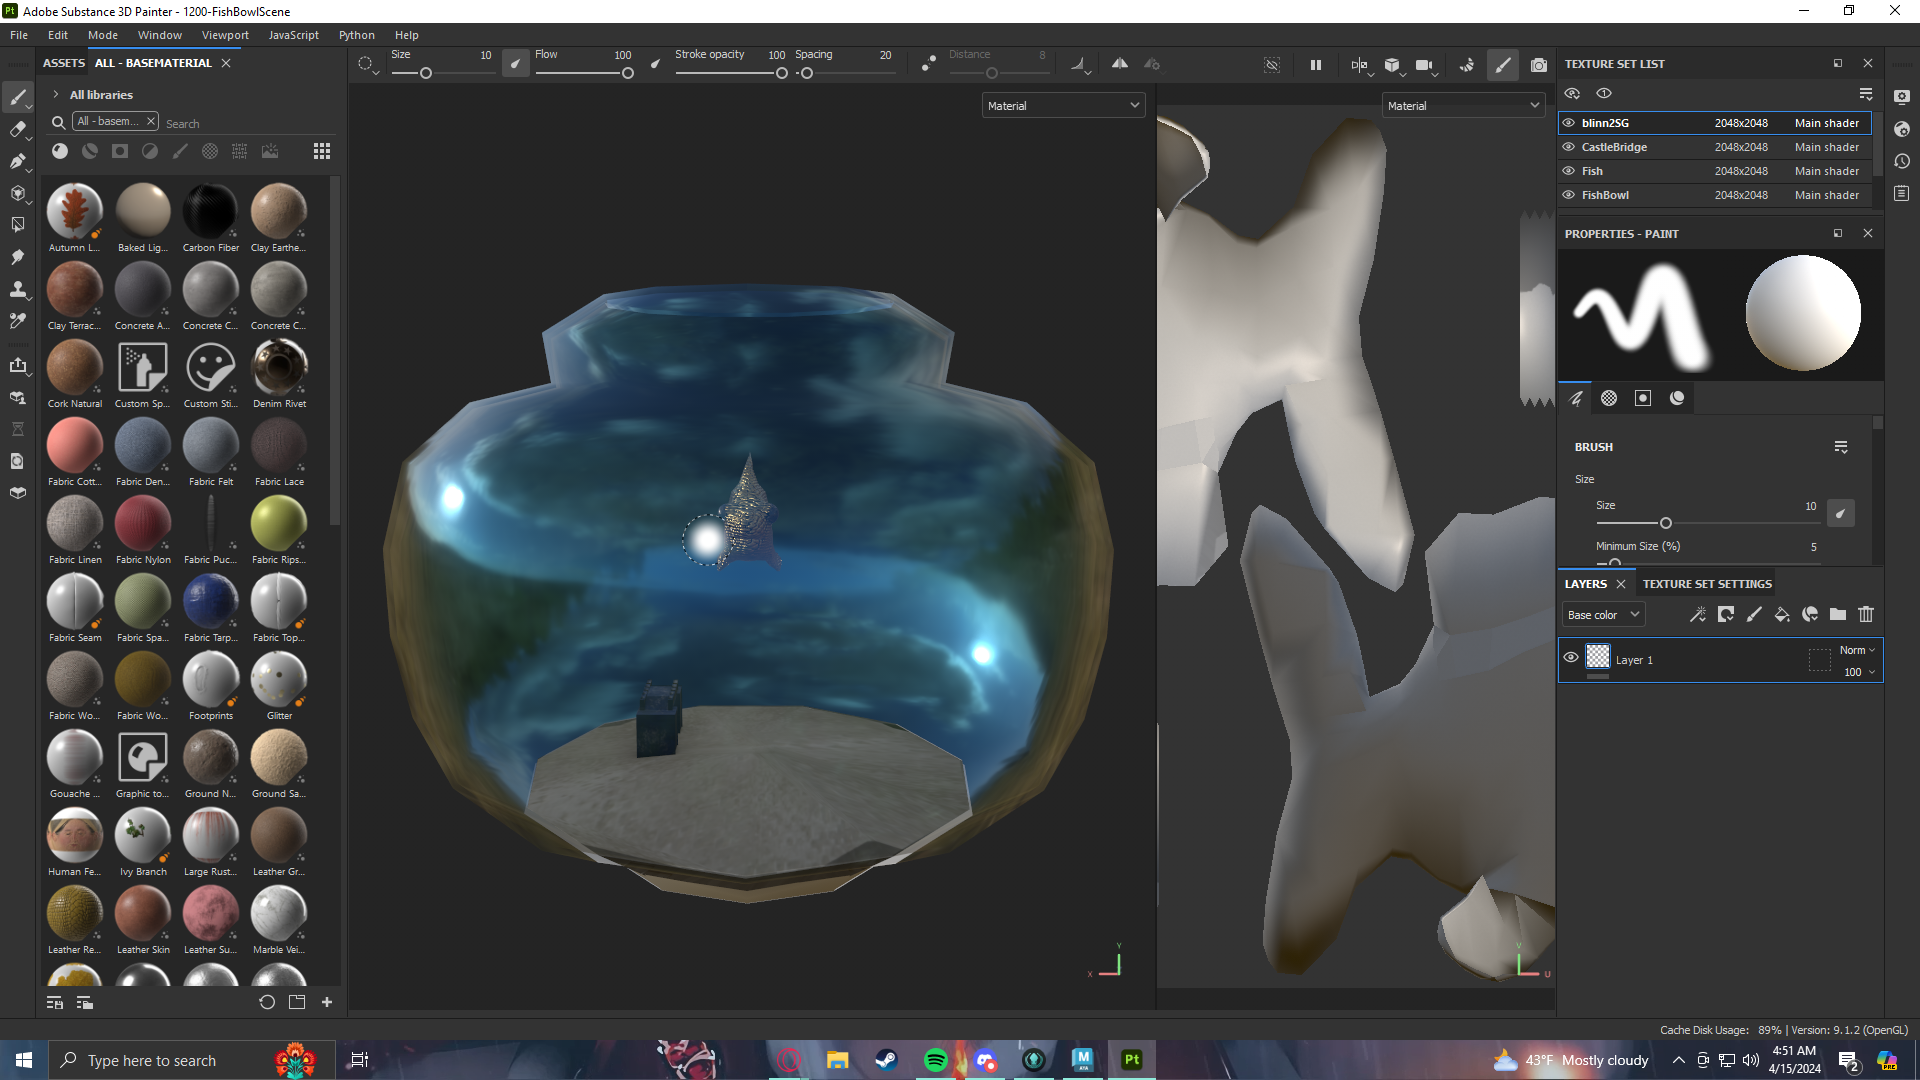 Pt Adobe Substance 3D Painter - 1200-FishBowlScene
File Edit Mode Window Viewport JavaScript Python Help
ASSETS ALL - BASEMATERIAL
Size 10 Flow 100 Stroke opacity 100 Spacing 20 Distance 8
All libraries
All - basem... Search
Autumn L... Baked Lig... Carbon Fiber Clay Earthe...
Clay Terrac... Concrete A... Concrete C... Concrete C...
Cork Natural Custom Sp... Custom Sti... Denim Rivet
Fabric Cott... Fabric Den... Fabric Felt Fabric Lace
Fabric Linen Fabric Nylon Fabric Puc... Fabric Rips...
Fabric Seam Fabric Spa... Fabric Tarp... Fabric Top...
Fabric Wo... Fabric Wo... Footprints Glitter
Gouache ... Graphic to... Ground N... Ground Sa...
Human Fe... Ivy Branch Large Rust... Leather Gr...
Leather Re... Leather Skin Leather Su... Marble Vei...
Material
Y
X
Material
V
U
TEXTURE SET LIST
blinn2SG 2048x2048 Main shader
CastleBridge 2048x2048 Main shader
Fish 2048x2048 Main shader
FishBowl 2048x2048 Main shader
PROPERTIES - PAINT
BRUSH
Size
Size 10
Minimum Size (%) 5
LAYERS TEXTURE SET SETTINGS
Base color
Layer 1 Norm
100
Cache Disk Usage: 89% | Version: 9.1.2 (OpenGL)
Type here to search
M
Pt
43°F Mostly cloudy
4:51 AM
4/15/2024
2
PRE